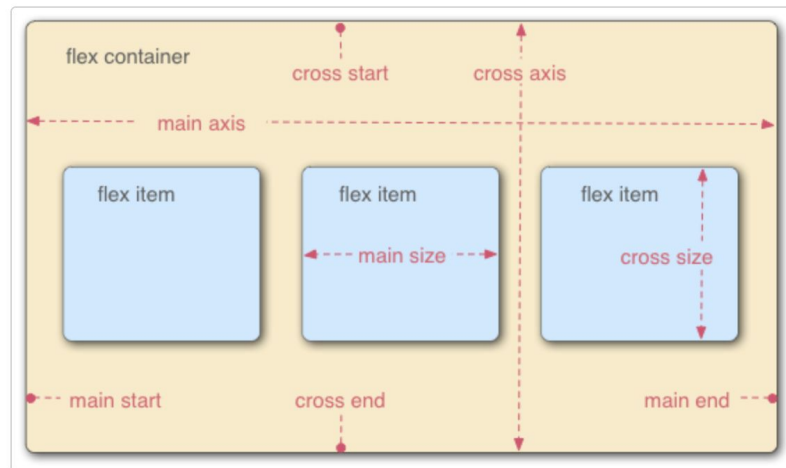 flex container
cross start
cross axis
main axis
flex item
flex item
flex item
main size
cross size
main start
cross end
main end